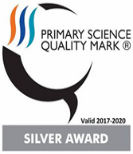 PRIMARY SCIENCE
QUALITY MARK ®
Valid 2017-2020
SILVER AWARD